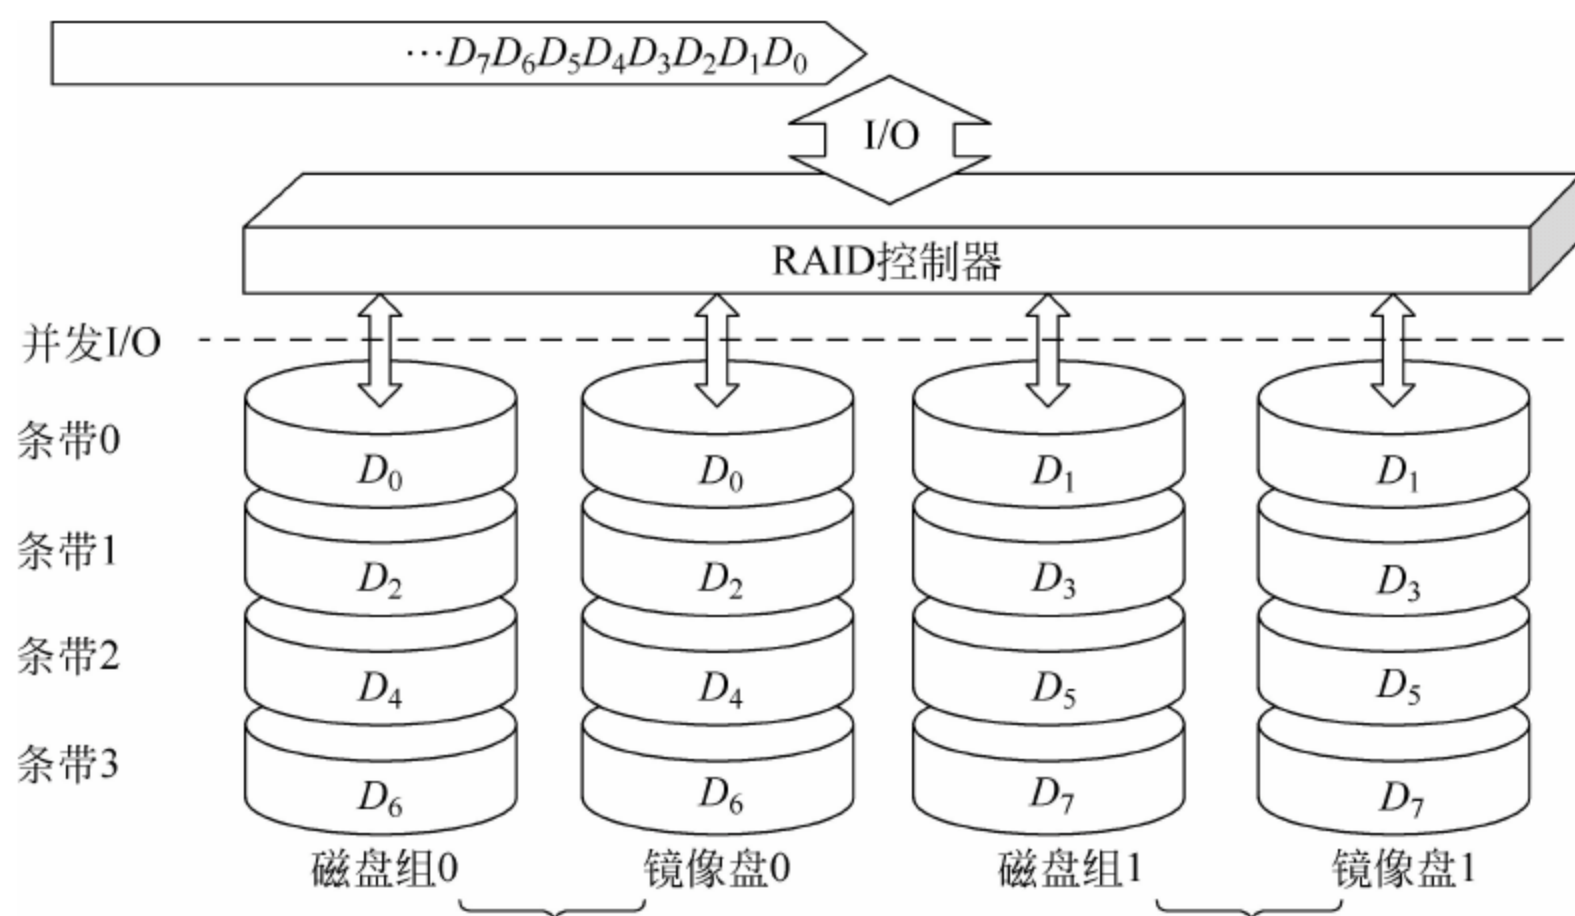 …D₇D₆D₅D₄D₃D₂D₁D₀
I/O
RAID控制器
并发I/O
条带0 D₀ D₀ D₁ D₁
条带1 D₂ D₂ D₃ D₃
条带2 D₄ D₄ D₅ D₅
条带3 D₆ D₆ D₇ D₇
磁盘组0 镜像盘0 磁盘组1 镜像盘1